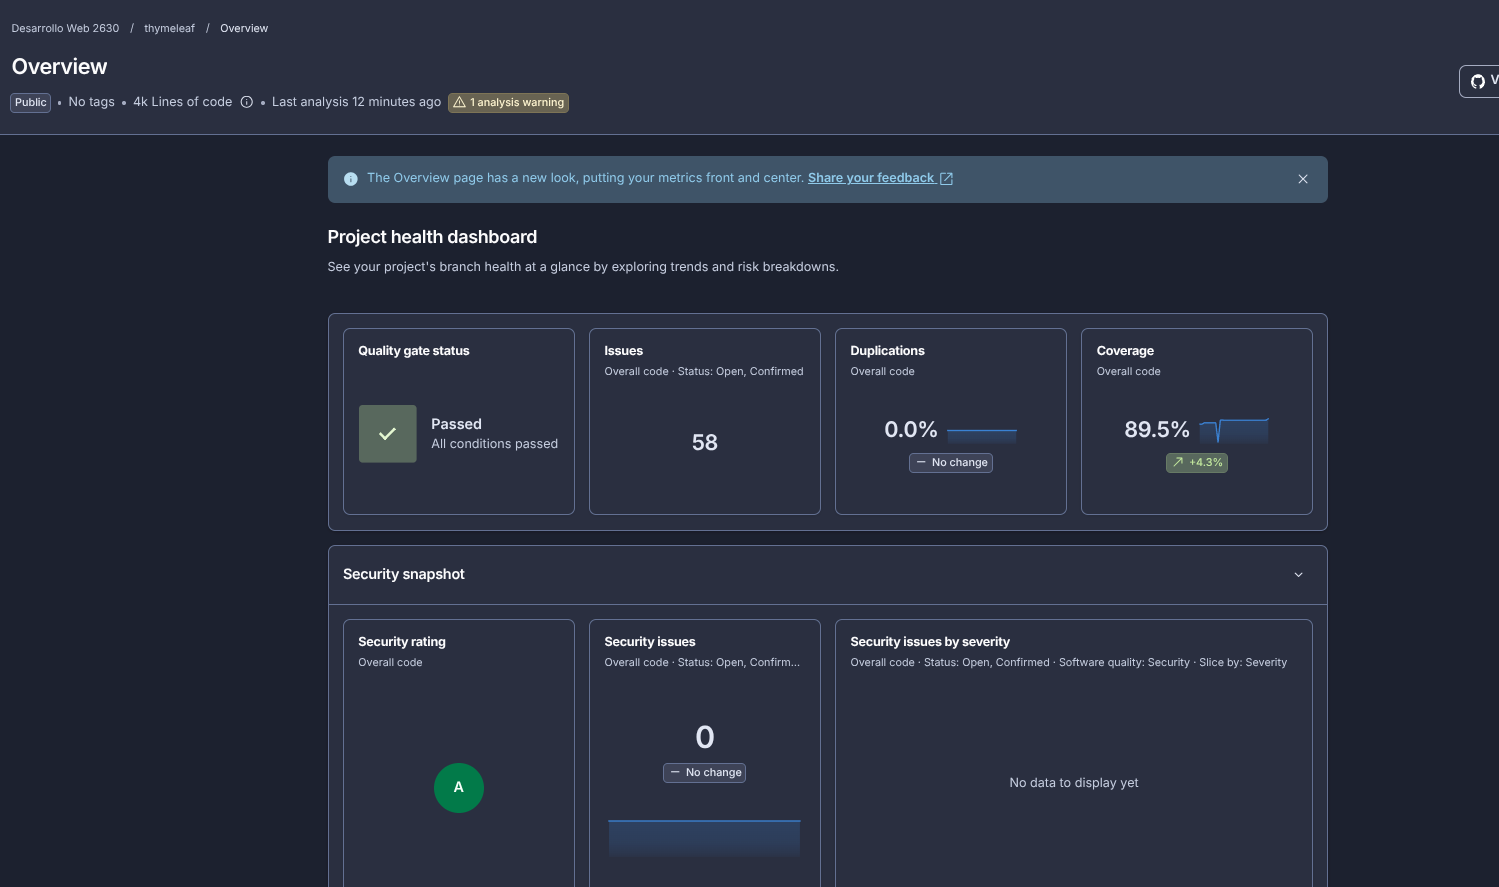 Desarrollo Web 2630 / thymeleaf / Overview
Overview
Public • No tags • 4k Lines of code • Last analysis 12 minutes ago 1 analysis warning
V
The Overview page has a new look, putting your metrics front and center. Share your feedback
Project health dashboard
See your project's branch health at a glance by exploring trends and risk breakdowns.
Quality gate status
Passed
All conditions passed
Issues
Overall code · Status: Open, Confirmed
58
Duplications
Overall code
0.0%
No change
Coverage
Overall code
89.5%
+4.3%
Security snapshot
Security rating
Overall code
A
Security issues
Overall code · Status: Open, Confirm...
0
No change
Security issues by severity
Overall code · Status: Open, Confirmed · Software quality: Security · Slice by: Severity
No data to display yet